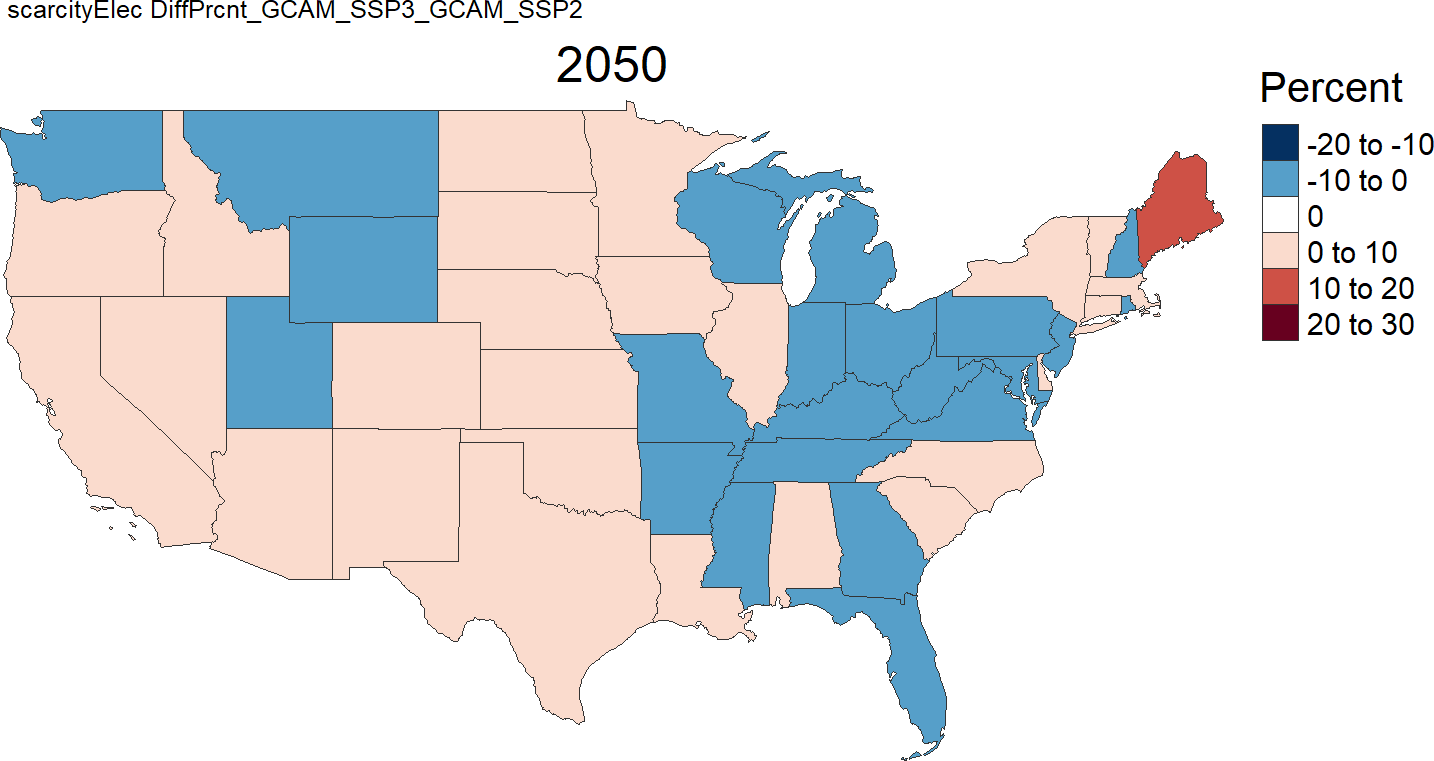 scarcityElec DiffPrcnt_GCAM_SSP3_GCAM_SSP2
2050
Percent
-20 to -10
-10 to 0
0
0 to 10
10 to 20
20 to 30